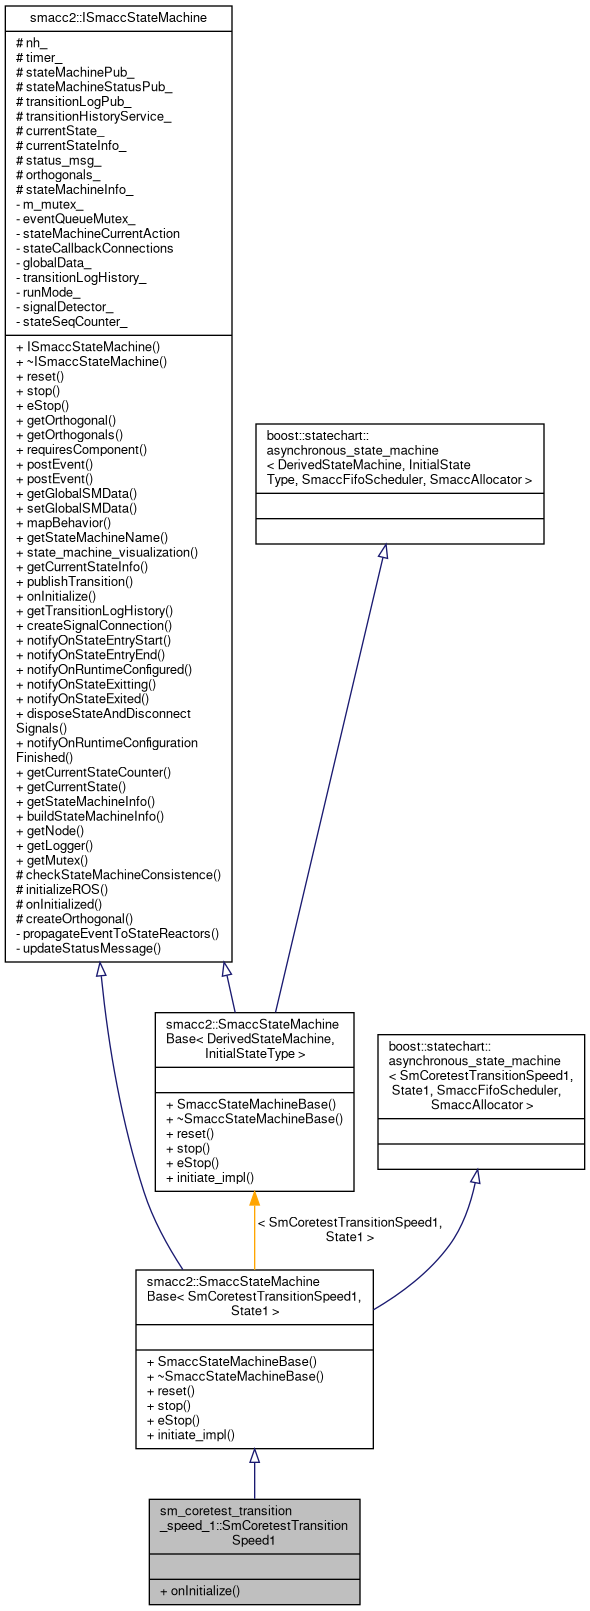 smacc2::ISmaccStateMachine
# nh_
# timer_
# stateMachinePub_
# stateMachineStatusPub_
# transitionLogPub_
# transitionHistoryService_
# currentState_
# currentStateInfo_
# status_msg_
# orthogonals_
# stateMachineInfo_
- m_mutex_
- eventQueueMutex_
- stateMachineCurrentAction
- stateCallbackConnections
- globalData_
- transitionLogHistory_
- runMode_
- signalDetector_
- stateSeqCounter_
+ ISmaccStateMachine()
+ ~ISmaccStateMachine()
+ reset()
+ stop()
+ eStop()
+ getOrthogonal()
+ getOrthogonals()
+ requiresComponent()
+ postEvent()
+ postEvent()
+ getGlobalSMData()
+ setGlobalSMData()
+ mapBehavior()
+ getStateMachineName()
+ state_machine_visualization()
+ getCurrentStateInfo()
+ publishTransition()
+ onInitialize()
+ getTransitionLogHistory()
+ createSignalConnection()
+ notifyOnStateEntryStart()
+ notifyOnStateEntryEnd()
+ notifyOnRuntimeConfigured()
+ notifyOnStateExitting()
+ notifyOnStateExited()
+ disposeStateAndDisconnect
Signals()
+ notifyOnRuntimeConfiguration
Finished()
+ getCurrentStateCounter()
+ getCurrentState()
+ getStateMachineInfo()
+ buildStateMachineInfo()
+ getNode()
+ getLogger()
+ getMutex()
# checkStateMachineConsistence()
# initializeROS()
# onInitialized()
# createOrthogonal()
- propagateEventToStateReactors()
- updateStatusMessage()
boost::statechart::
asynchronous_state_machine
< DerivedStateMachine, InitialState
Type, SmaccFifoScheduler, SmaccAllocator >
smacc2::SmaccStateMachine
Base< DerivedStateMachine,
InitialStateType >
+ SmaccStateMachineBase()
+ ~SmaccStateMachineBase()
+ reset()
+ stop()
+ eStop()
+ initiate_impl()
boost::statechart::
asynchronous_state_machine
< SmCoretestTransitionSpeed1,
State1, SmaccFifoScheduler,
SmaccAllocator >
< SmCoretestTransitionSpeed1,
State1 >
smacc2::SmaccStateMachine
Base< SmCoretestTransitionSpeed1,
State1 >
+ SmaccStateMachineBase()
+ ~SmaccStateMachineBase()
+ reset()
+ stop()
+ eStop()
+ initiate_impl()
sm_coretest_transition
_speed_1::SmCoretestTransition
Speed1
+ onInitialize()